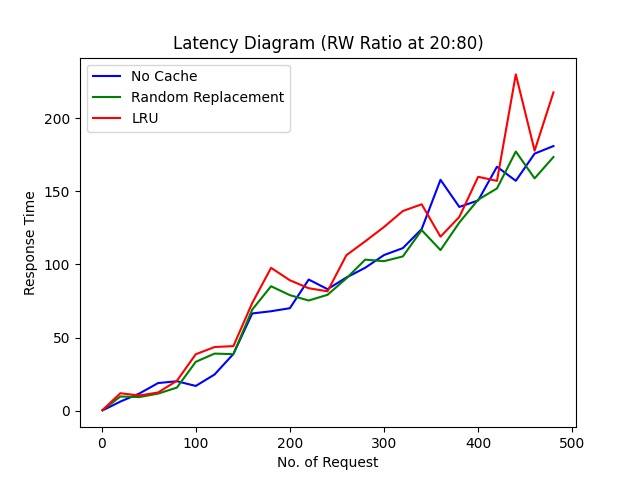 Latency Diagram (RW Ratio at 20:80)
No Cache
Random Replacement
LRU
200
150
100
50
0
Response Time
0 100 200 300 400 500
No. of Request